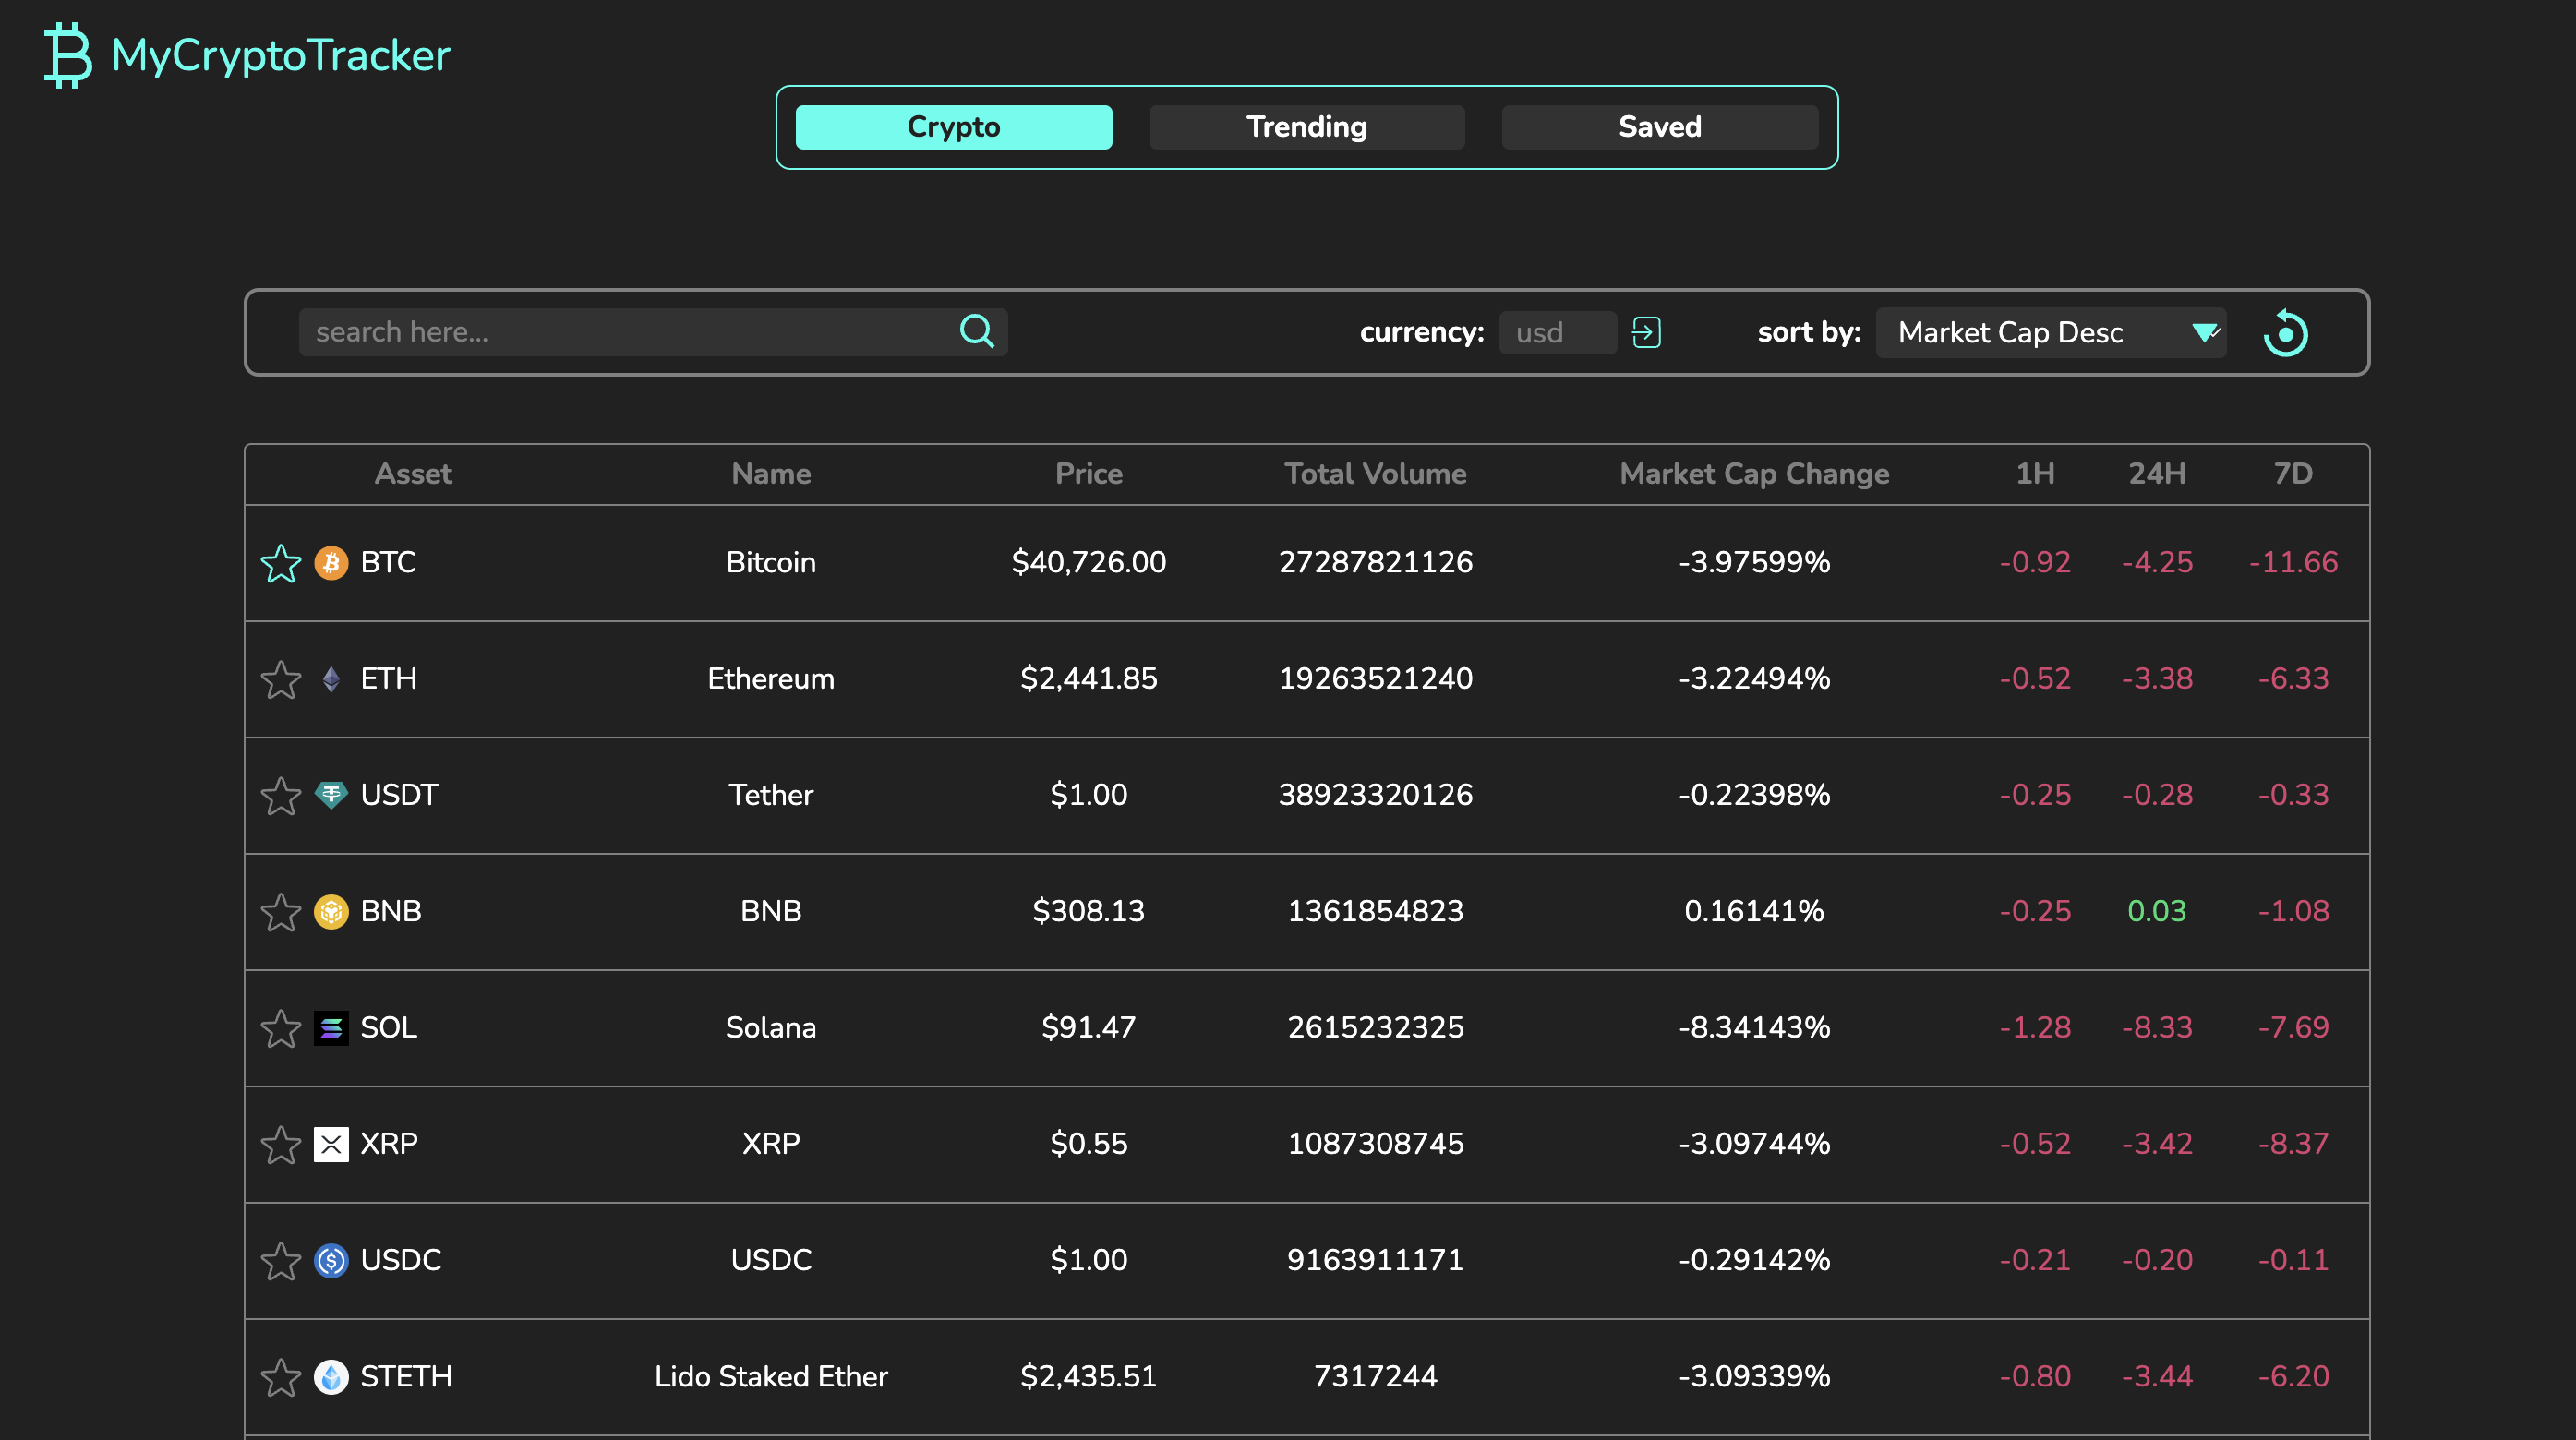 MyCryptoTracker
Crypto Trending Saved
search here... currency: usd sort by: Market Cap Desc
Asset Name Price Total Volume Market Cap Change 1H 24H 7D
BTC Bitcoin $40,726.00 27287821126 -3.97599% -0.92 -4.25 -11.66
ETH Ethereum $2,441.85 19263521240 -3.22494% -0.52 -3.38 -6.33
USDT Tether $1.00 38923320126 -0.22398% -0.25 -0.28 -0.33
BNB BNB $308.13 1361854823 0.16141% -0.25 0.03 -1.08
SOL Solana $91.47 2615232325 -8.34143% -1.28 -8.33 -7.69
XRP XRP $0.55 1087308745 -3.09744% -0.52 -3.42 -8.37
USDC USDC $1.00 9163911171 -0.29142% -0.21 -0.20 -0.11
STETH Lido Staked Ether $2,435.51 7317244 -3.09339% -0.80 -3.44 -6.20